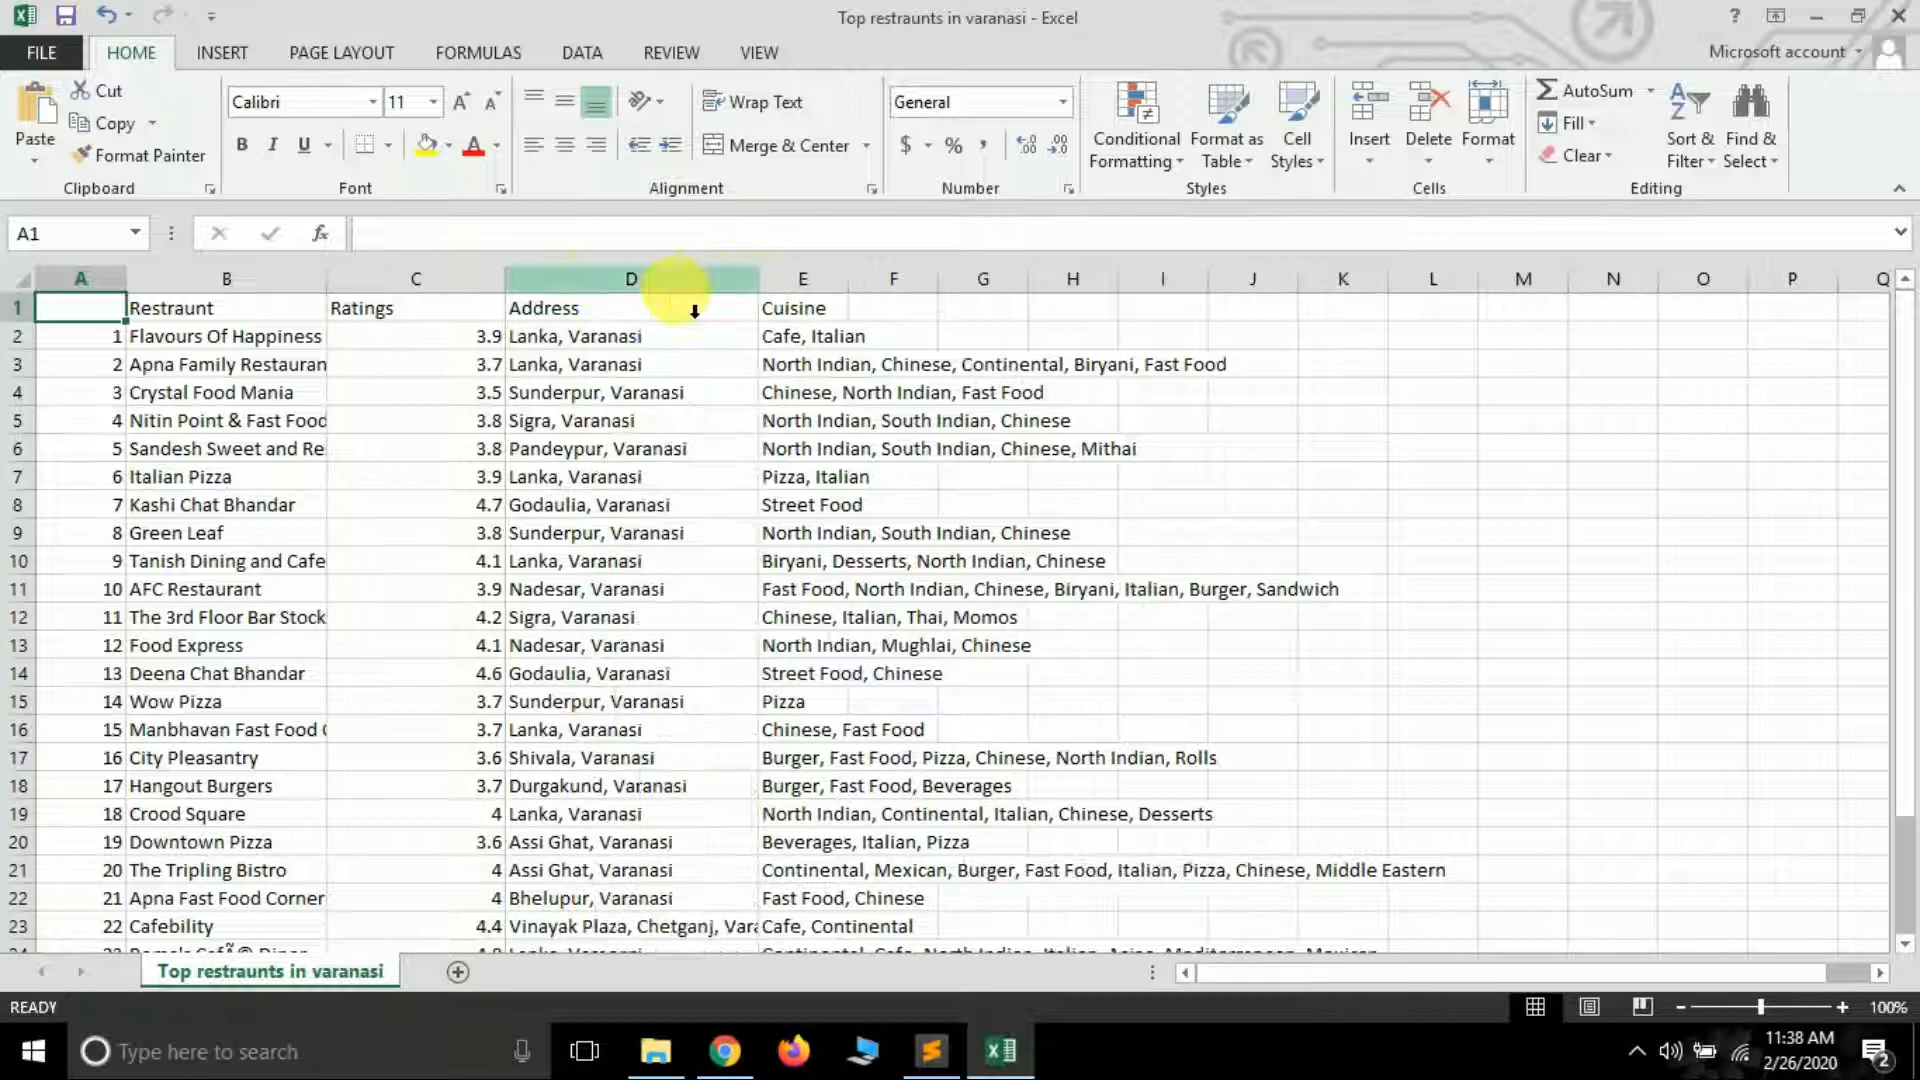 Top restraunts in varanasi - Excel
FILE HOME INSERT PAGE LAYOUT FORMULAS DATA REVIEW VIEW Microsoft account
Paste Cut Copy Format Painter Clipboard
Calibri 11 B I U A Font
Wrap Text Merge & Center Alignment
General $ % , Number
Conditional Formatting Format as Table Cell Styles Styles
Insert Delete Format Cells
AutoSum Fill Clear Sort & Filter Find & Select Editing
A1 fx
A B C D E F G H I J K L M N O P Q
1 Restraunt Ratings Address Cuisine
2 1 Flavours Of Happiness 3.9 Lanka, Varanasi Cafe, Italian
3 2 Apna Family Restauran 3.7 Lanka, Varanasi North Indian, Chinese, Continental, Biryani, Fast Food
4 3 Crystal Food Mania 3.5 Sunderpur, Varanasi Chinese, North Indian, Fast Food
5 4 Nitin Point & Fast Food 3.8 Sigra, Varanasi North Indian, South Indian, Chinese
6 5 Sandesh Sweet and Re 3.8 Pandeypur, Varanasi North Indian, South Indian, Chinese, Mithai
7 6 Italian Pizza 3.9 Lanka, Varanasi Pizza, Italian
8 7 Kashi Chat Bhandar 4.7 Godaulia, Varanasi Street Food
9 8 Green Leaf 3.8 Sunderpur, Varanasi North Indian, South Indian, Chinese
10 9 Tanish Dining and Cafe 4.1 Lanka, Varanasi Biryani, Desserts, North Indian, Chinese
11 10 AFC Restaurant 3.9 Nadesar, Varanasi Fast Food, North Indian, Chinese, Biryani, Italian, Burger, Sandwich
12 11 The 3rd Floor Bar Stock 4.2 Sigra, Varanasi Chinese, Italian, Thai, Momos
13 12 Food Express 4.1 Nadesar, Varanasi North Indian, Mughlai, Chinese
14 13 Deena Chat Bhandar 4.6 Godaulia, Varanasi Street Food, Chinese
15 14 Wow Pizza 3.7 Sunderpur, Varanasi Pizza
16 15 Manbhavan Fast Food 3.7 Lanka, Varanasi Chinese, Fast Food
17 16 City Pleasantry 3.6 Shivala, Varanasi Burger, Fast Food, Pizza, Chinese, North Indian, Rolls
18 17 Hangout Burgers 3.7 Durgakund, Varanasi Burger, Fast Food, Beverages
19 18 Crood Square 4 Lanka, Varanasi North Indian, Continental, Italian, Chinese, Desserts
20 19 Downtown Pizza 3.6 Assi Ghat, Varanasi Beverages, Italian, Pizza
21 20 The Tripling Bistro 4 Assi Ghat, Varanasi Continental, Mexican, Burger, Fast Food, Italian, Pizza, Chinese, Middle Eastern
22 21 Apna Fast Food Corner 4 Bhelupur, Varanasi Fast Food, Chinese
23 22 Cafebility 4.4 Vinayak Plaza, Chetganj, Vara Cafe, Continental
Top restraunts in varanasi
READY 100%
Type here to search 11:38 AM
2/26/2020 2